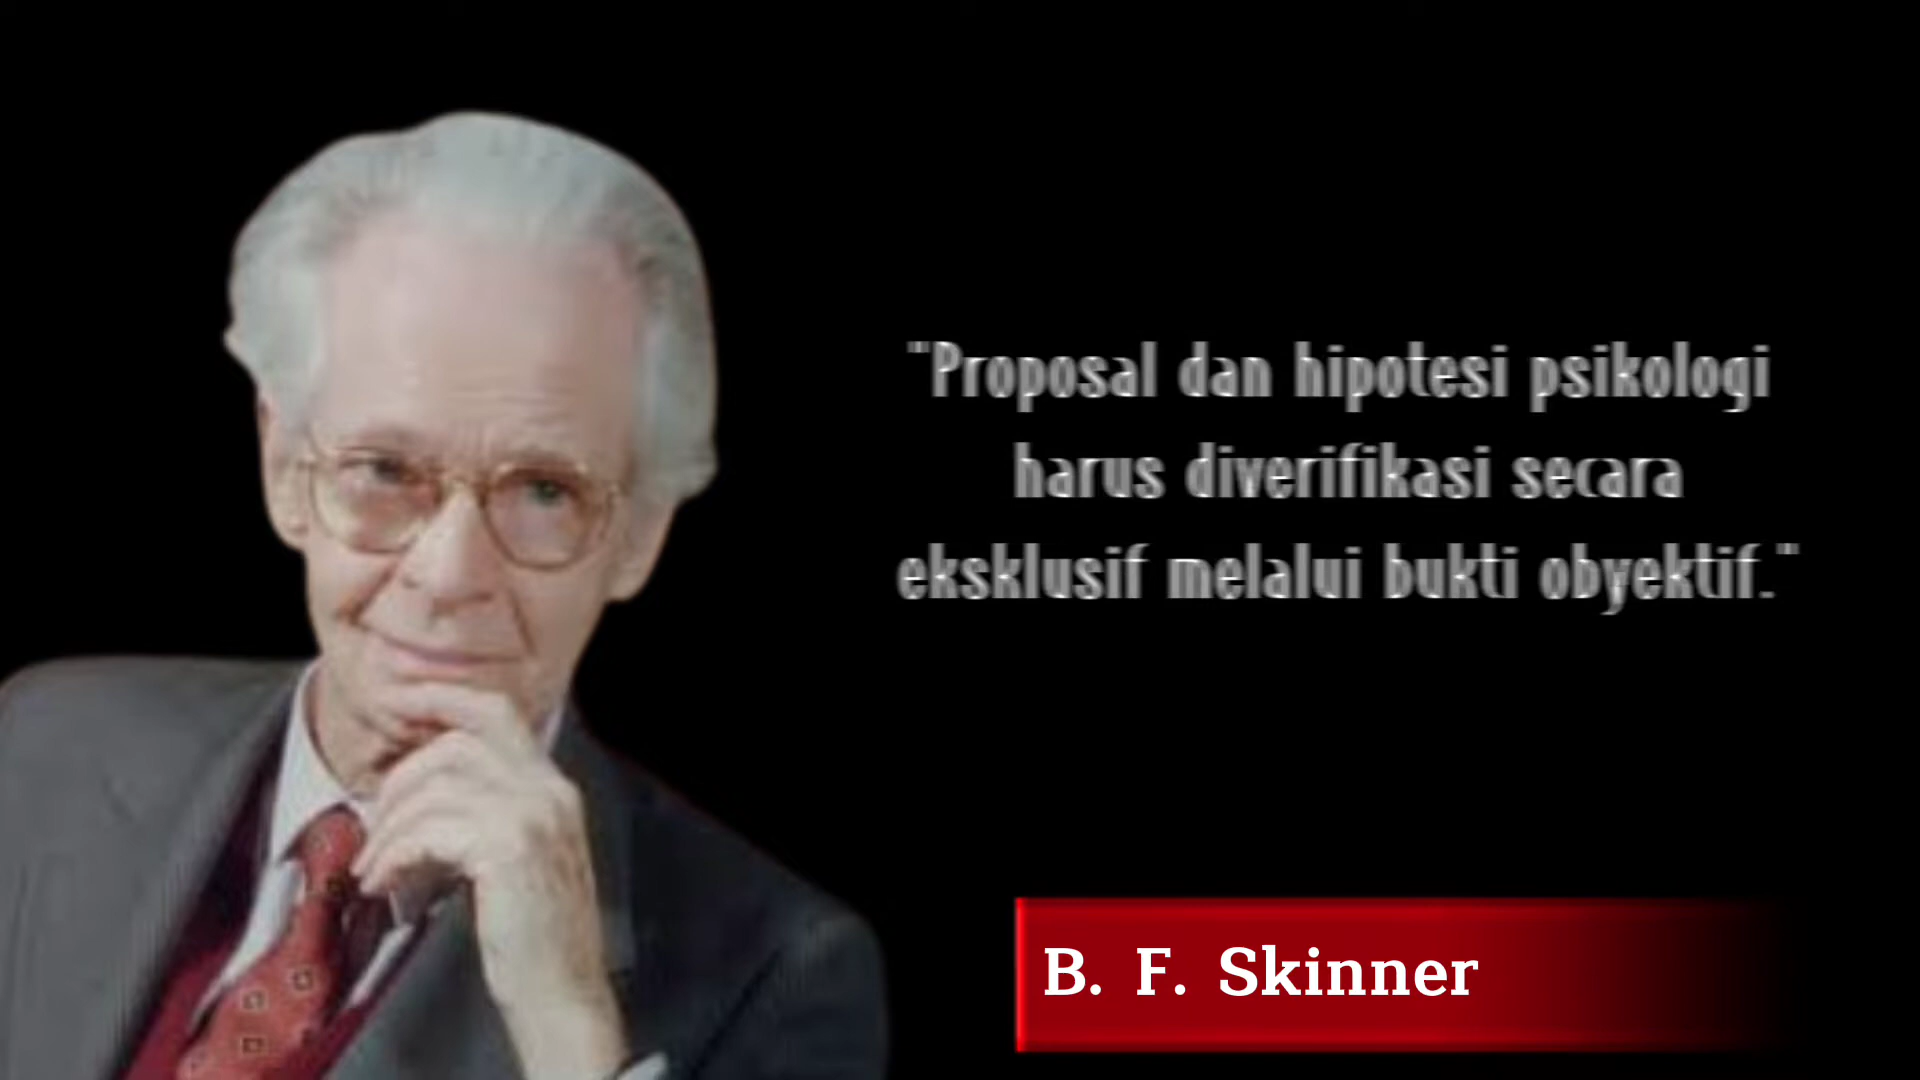 "Proposal dan hipotesi psikologi
harus diverifikasi secara
eksklusif melalui bukti obyektif."
B. F. Skinner